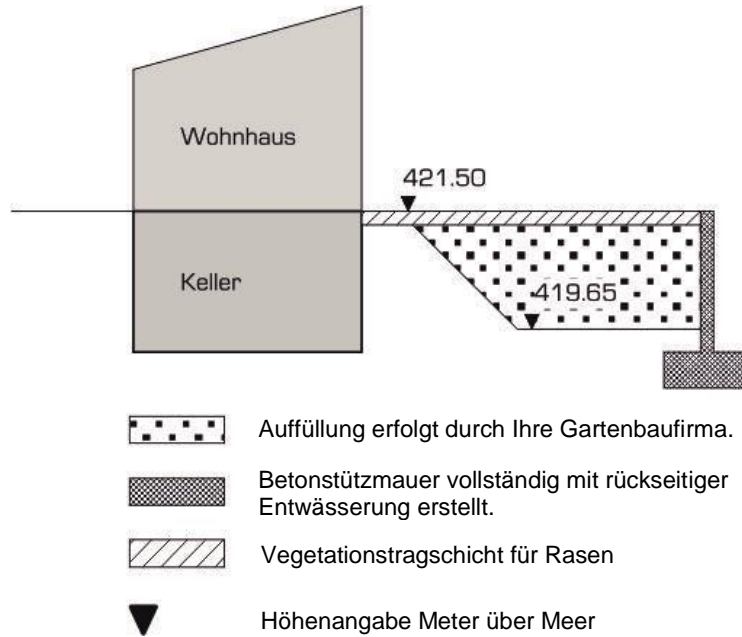 Wohnhaus
421.50
Keller
419.65
Auffüllung erfolgt durch Ihre Gartenbaufirma.
Betonstützmauer vollständig mit rückseitiger
Entwässerung erstellt.
Vegetationstragschicht für Rasen
Höhenangabe Meter über Meer